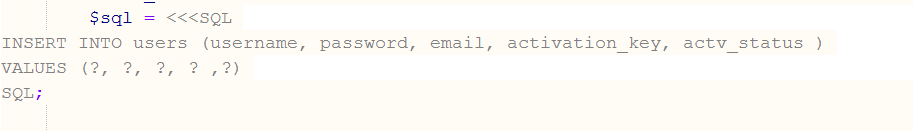 $sql = <<<SQL
INSERT INTO users (username, password, email, activation_key, actv_status )
VALUES (?, ?, ?, ? ,?)
SQL;